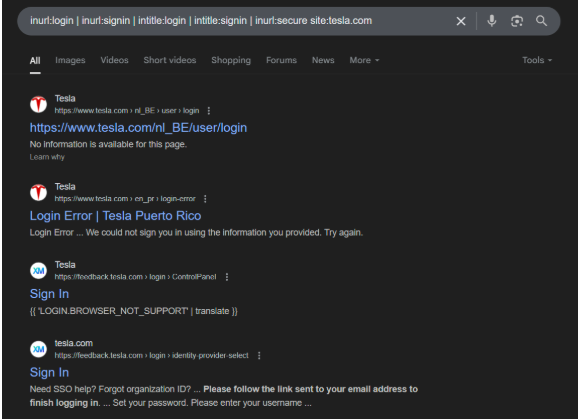 inurl:login | inurl:signin | intitle:login | intitle:signin | inurl:secure site:tesla.com
All Images Videos Short videos Shopping Forums News More Tools
Tesla
https://www.tesla.com › nl_BE › user › login
https://www.tesla.com/nl_BE/user/login
No information is available for this page.
Learn why
Tesla
https://www.tesla.com › en_pr › login-error
Login Error | Tesla Puerto Rico
Login Error ... We could not sign you in using the information you provided. Try again.
XM
Tesla
https://feedback.tesla.com › login › ControlPanel
Sign In
{{ 'LOGIN.BROWSER_NOT_SUPPORT' | translate }}
XM
tesla.com
https://feedback.tesla.com › login › identity-provider-select
Sign In
Need SSO help? Forgot organization ID? ... Please follow the link sent to your email address to
finish logging in. ... Set your password. Please enter your username ...